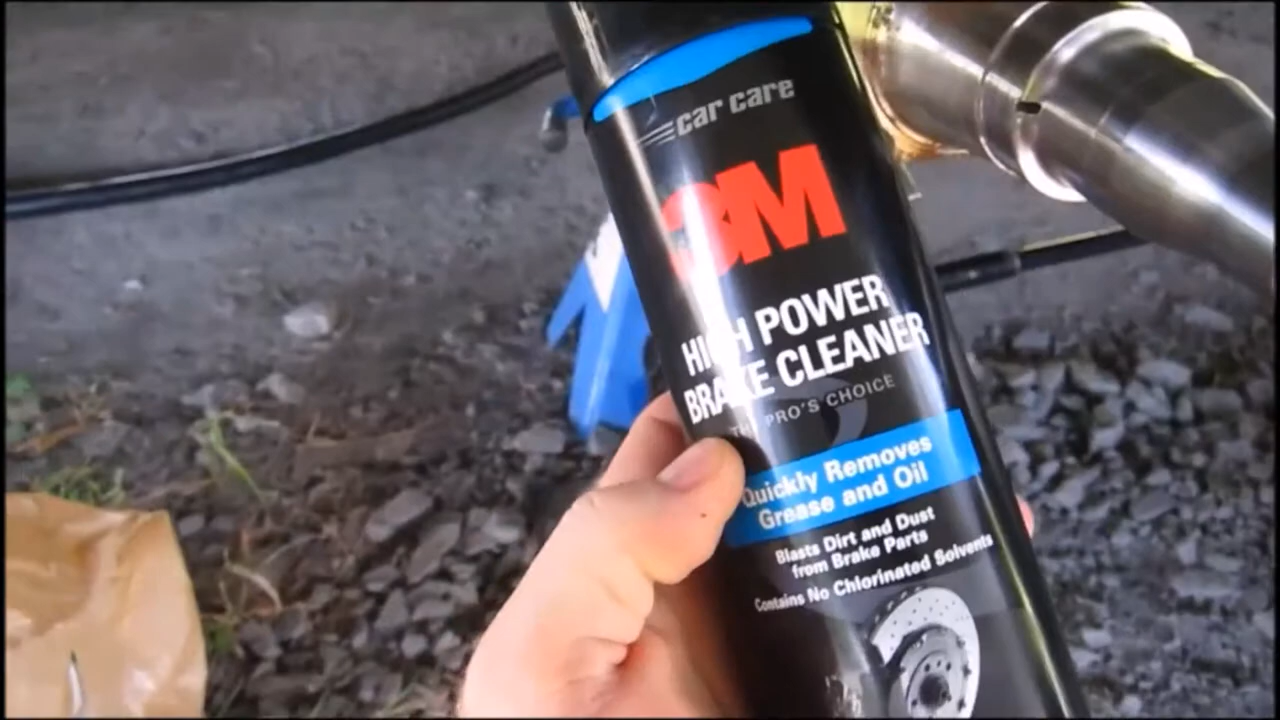 car care
3M
HIGH POWER
BRAKE CLEANER
THE PRO'S CHOICE
Quickly Removes
Grease and Oil
Blasts Dirt and Dust
from Brake Parts
Contains No Chlorinated Solvents